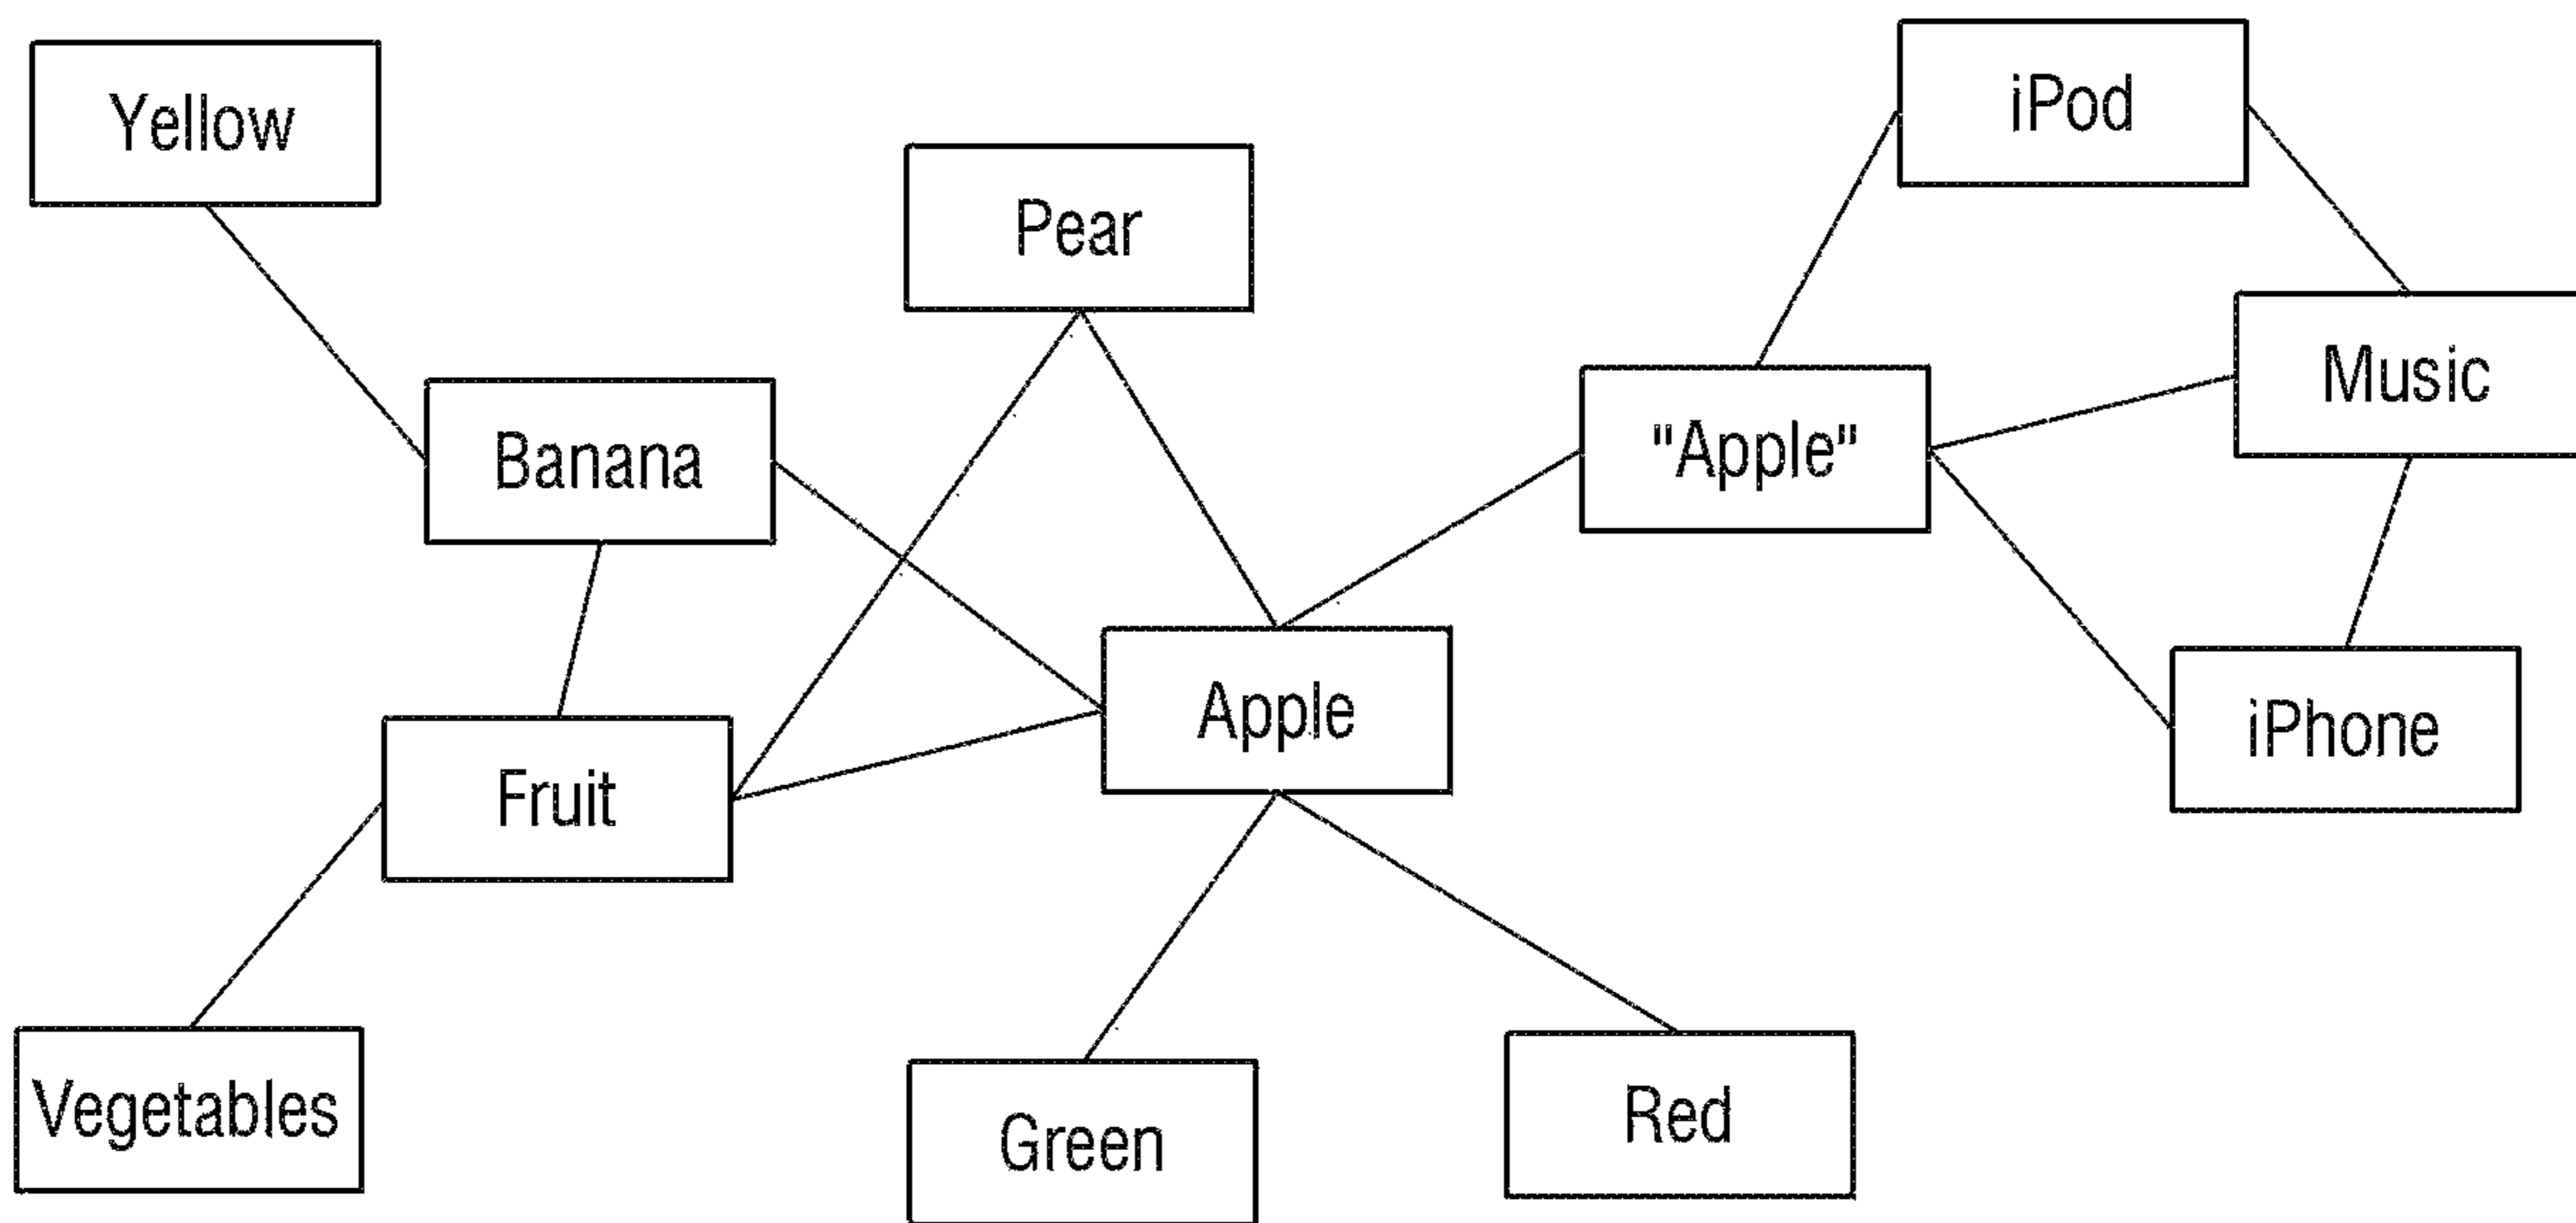 Yellow
iPod
Pear
Music
Banana
"Apple"
Apple
iPhone
Fruit
Vegetables
Green
Red